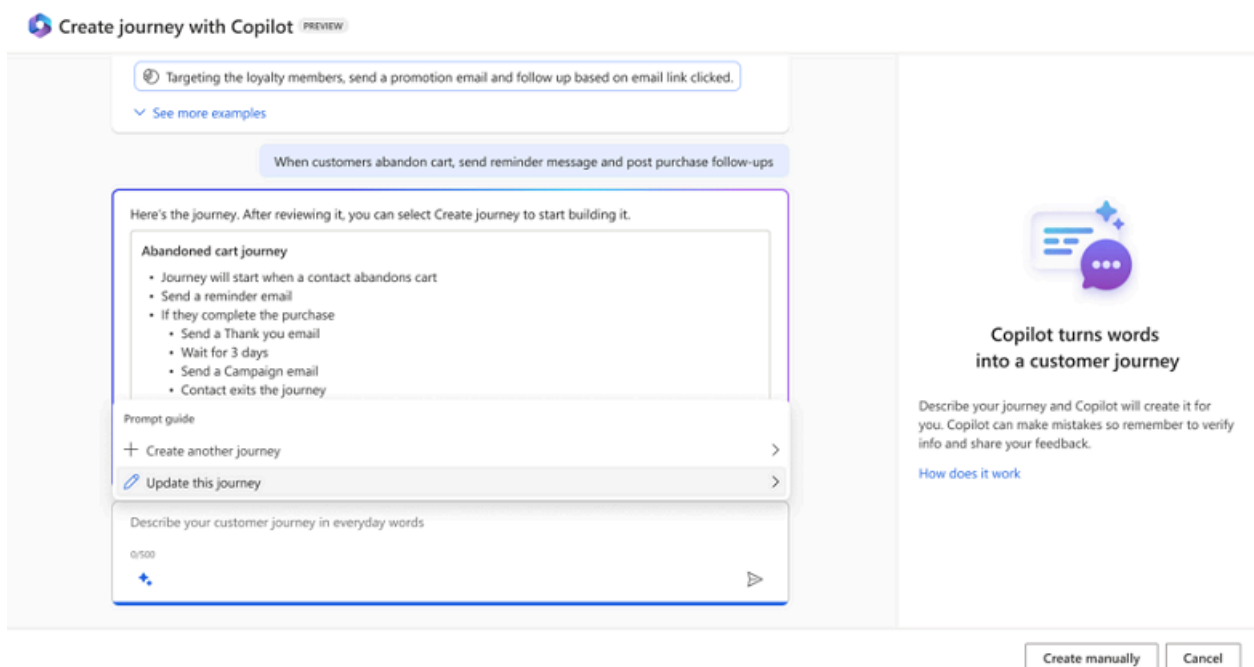 Create journey with Copilot PREVIEW
Targeting the loyalty members, send a promotion email and follow up based on email link clicked.
See more examples
When customers abandon cart, send reminder message and post purchase follow-ups
Here's the journey. After reviewing it, you can select Create journey to start building it.
Abandoned cart journey
• Journey will start when a contact abandons cart
• Send a reminder email
• If they complete the purchase
• Send a Thank you email
• Wait for 3 days
• Send a Campaign email
• Contact exits the journey
Prompt guide
Create another journey
Update this journey
Describe your customer journey in everyday words
0/500
Copilot turns words
into a customer journey
Describe your journey and Copilot will create it for
you. Copilot can make mistakes so remember to verify
info and share your feedback.
How does it work
Create manually
Cancel